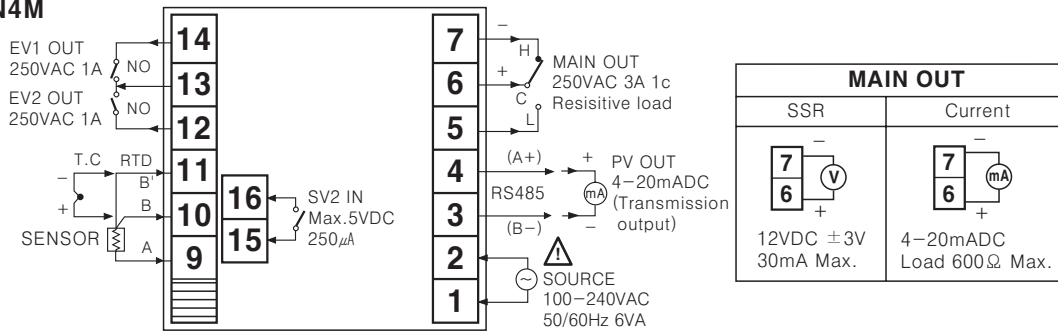 N4M
EV1 OUT
250VAC 1A
NO
EV2 OUT
250VAC 1A
NO
T.C
RTD
−
+
B'
B
A
SENSOR
14
13
12
11
10
9
16
15
SV2 IN
Max.5VDC
250µA
7
6
5
4
3
2
1
−
H
+
C
L
MAIN OUT
250VAC 3A 1c
Resisitive load
(A+)
RS485
(B−)
+
mA
−
PV OUT
4−20mADC
(Transmission
output)
SOURCE
100−240VAC
50/60Hz 6VA
MAIN OUT
SSR
Current
7
6
−
V
+
12VDC ±3V
30mA Max.
7
6
−
mA
+
4−20mADC
Load 600Ω Max.